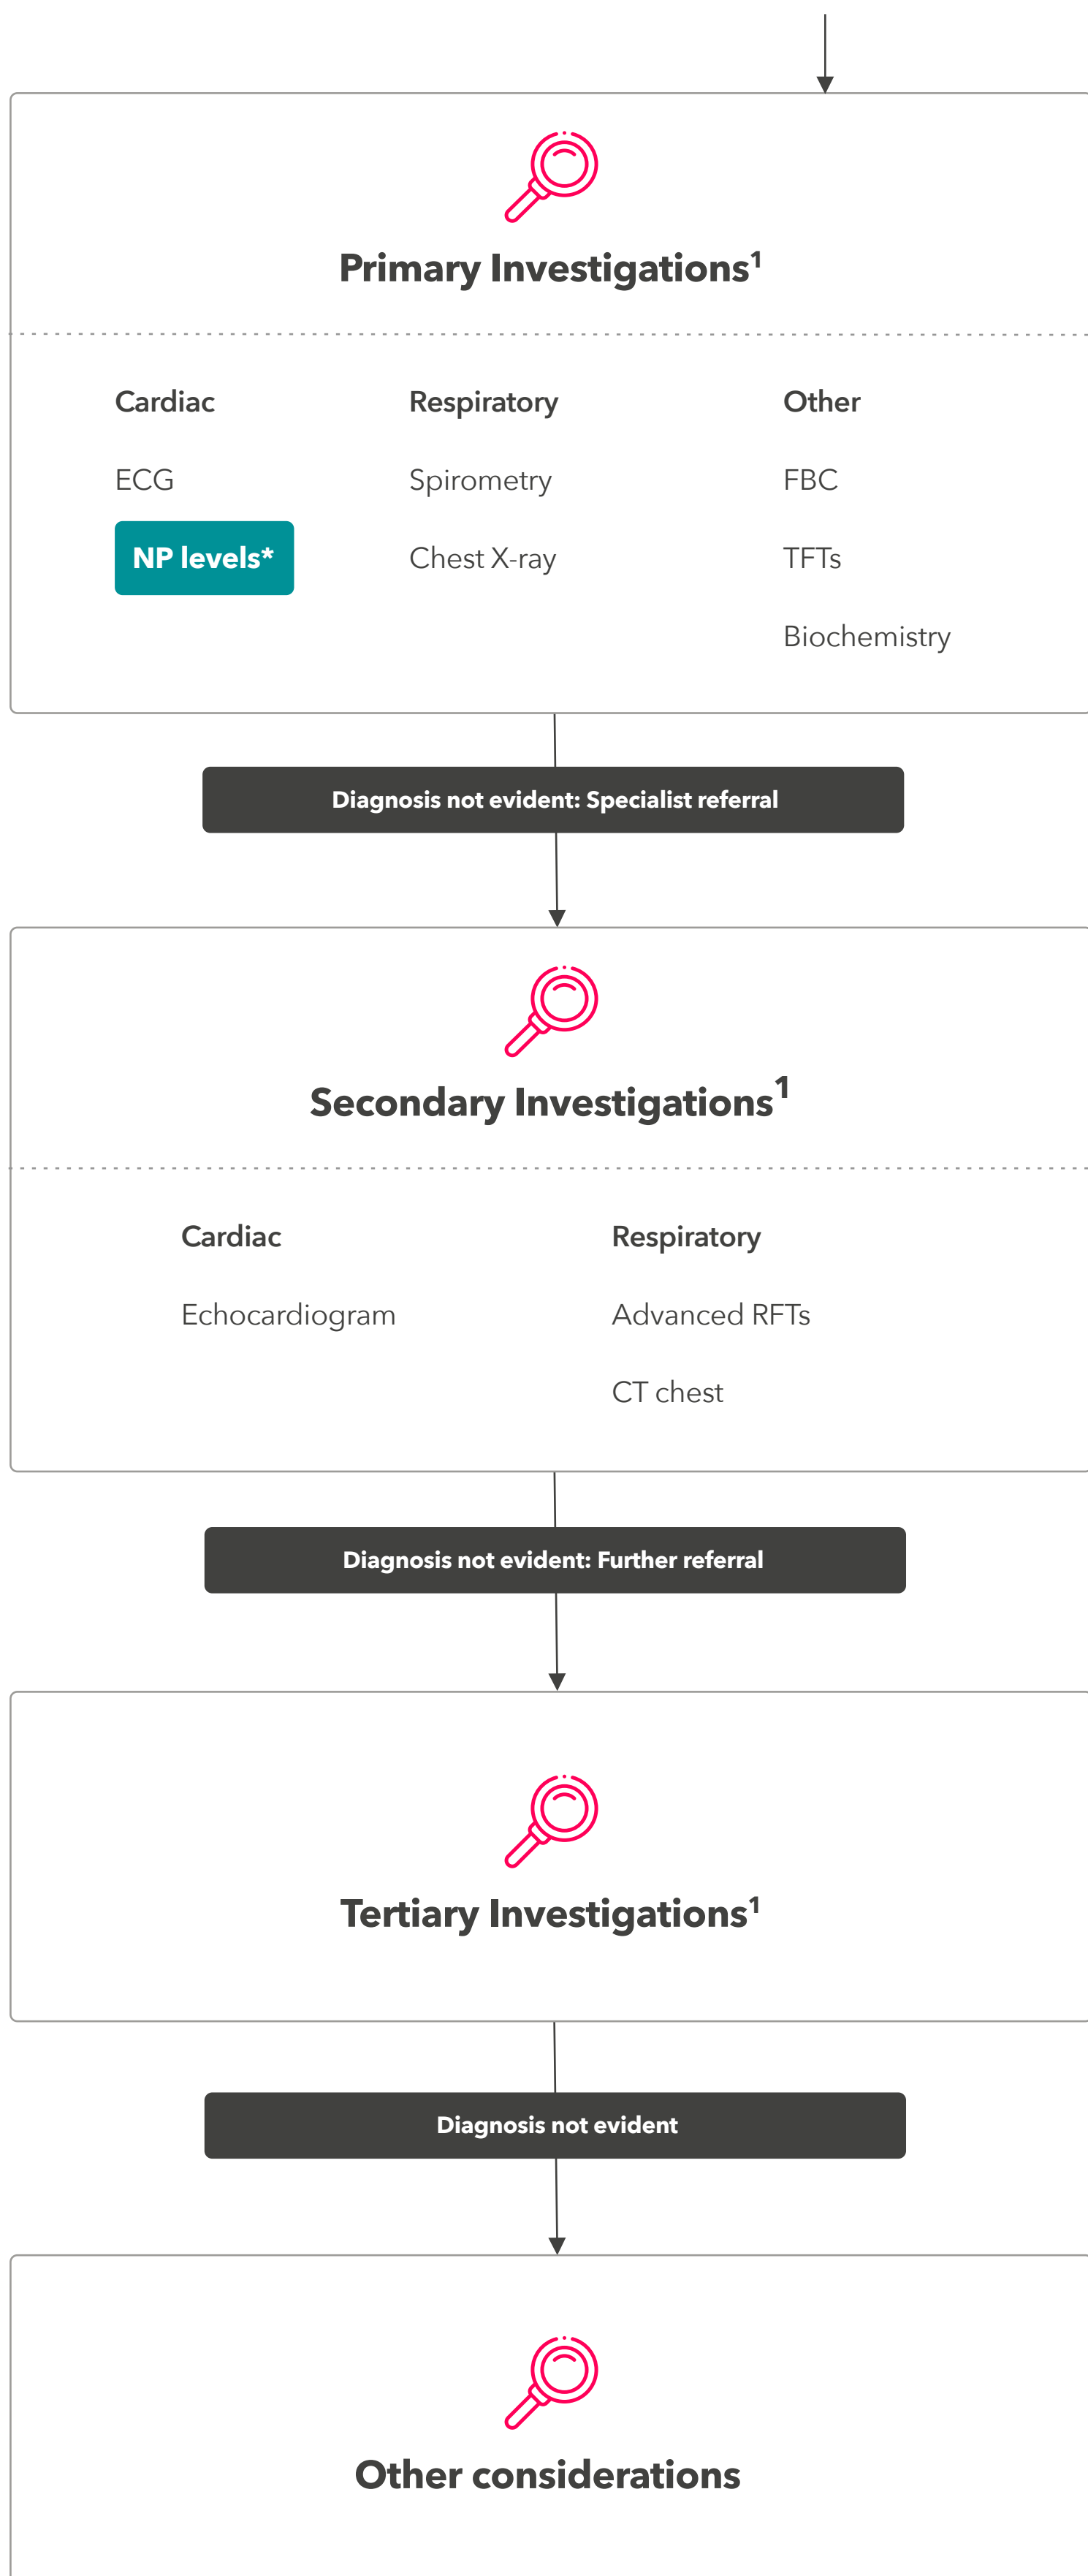 Primary Investigations¹
Cardiac
ECG
NP levels*
Respiratory
Spirometry
Chest X-ray
Other
FBC
TFTs
Biochemistry
Diagnosis not evident: Specialist referral
Secondary Investigations¹
Cardiac
Echocardiogram
Respiratory
Advanced RFTs
CT chest
Diagnosis not evident: Further referral
Tertiary Investigations¹
Diagnosis not evident
Other considerations